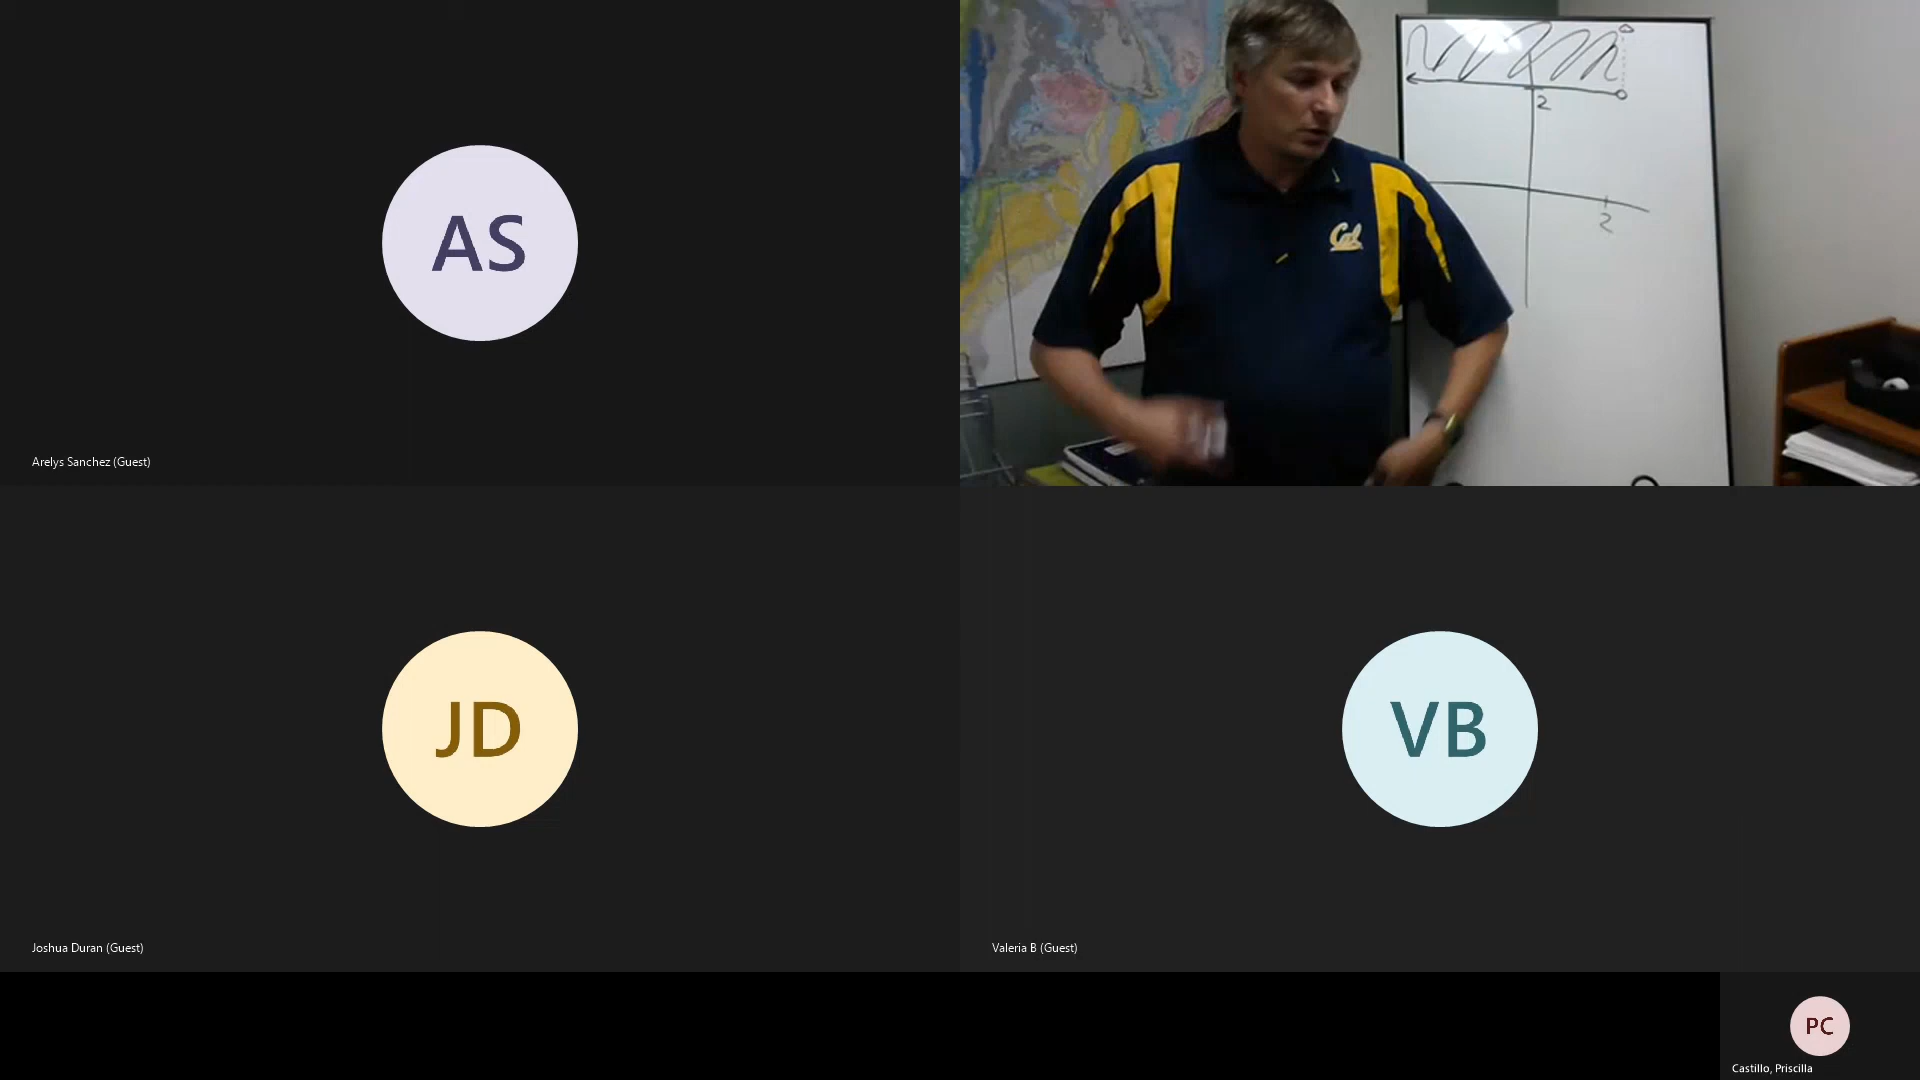 AS
Arelys Sanchez (Guest)
Cal
2
2
JD
Joshua Duran (Guest)
VB
Valeria B (Guest)
PC
Castillo, Priscilla